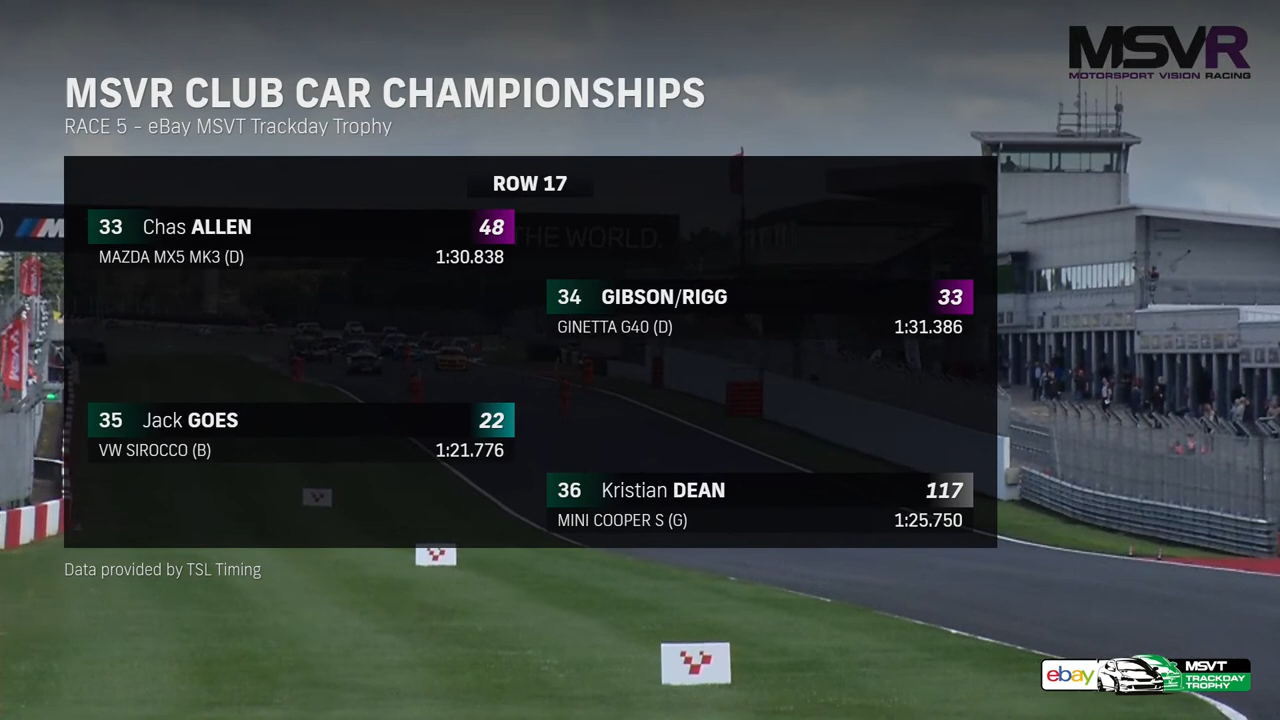 MSVR
MOTORSPORT VISION RACING
MSVR CLUB CAR CHAMPIONSHIPS
RACE 5 - eBay MSVT Trackday Trophy
ROW 17
33 Chas ALLEN 48
MAZDA MX5 MK3 (D) 1:30.838
THE WORLD.
34 GIBSON/RIGG 33
GINETTA G40 (D) 1:31.386
35 Jack GOES 22
VW SIROCCO (B) 1:21.776
36 Kristian DEAN 117
MINI COOPER S (G) 1:25.750
Data provided by TSL Timing
ebay
MSVT
TRACKDAY
TROPHY